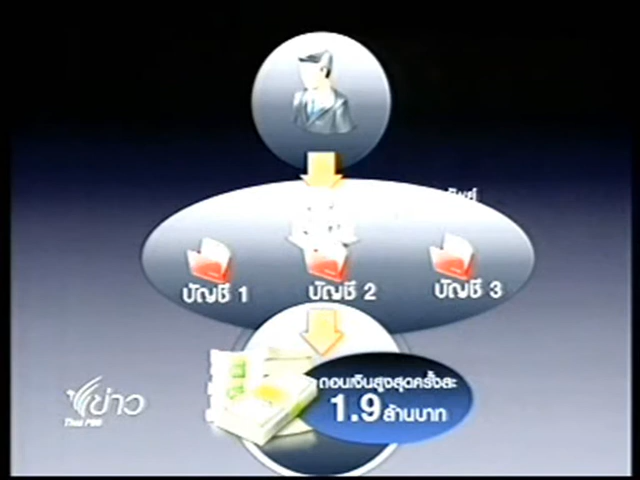 บัญชี 1
บัญชี 2
บัญชี 3
ถอนเงินสูงสุดครั้งละ
1.9 ล้านบาท
ข่าว
Thai PBS